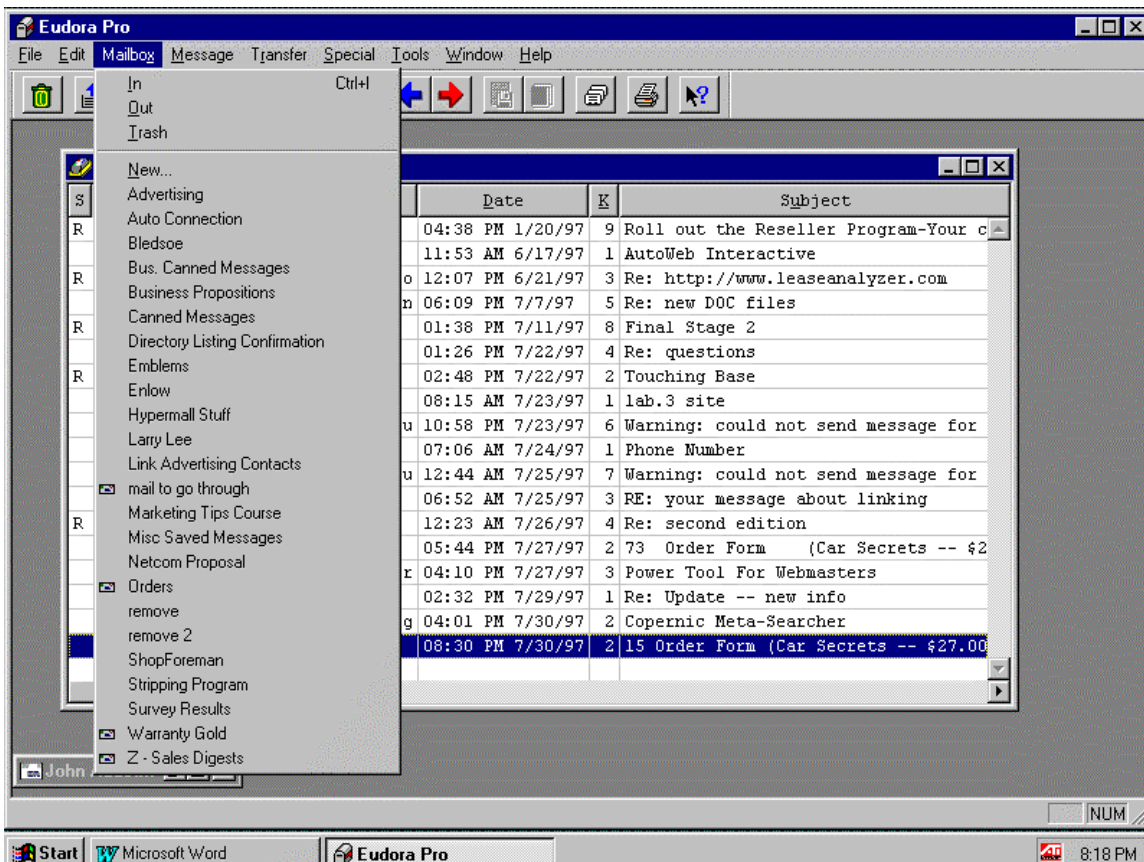 Eudora Pro
File Edit Mailbox Message Transfer Special Tools Window Help
In Ctrl+I
Out
Trash
New...
Advertising
Auto Connection
Bledsoe
Bus. Canned Messages
Business Propositions
Canned Messages
Directory Listing Confirmation
Emblems
Enlow
Hypermall Stuff
Larry Lee
Link Advertising Contacts
mail to go through
Marketing Tips Course
Misc Saved Messages
Netcom Proposal
Orders
remove
remove 2
ShopForeman
Stripping Program
Survey Results
Warranty Gold
Z - Sales Digests
S Date K Subject
R 04:38 PM 1/20/97 9 Roll out the Reseller Program-Your c
11:53 AM 6/17/97 1 AutoWeb Interactive
R o 12:07 PM 6/21/97 3 Re: http://www.leaseanalyzer.com
n 06:09 PM 7/7/97 5 Re: new DOC files
R 01:38 PM 7/11/97 8 Final Stage 2
01:26 PM 7/22/97 4 Re: questions
R 02:48 PM 7/22/97 2 Touching Base
08:15 AM 7/23/97 1 lab.3 site
u 10:58 PM 7/23/97 6 Warning: could not send message for
07:06 AM 7/24/97 1 Phone Number
u 12:44 AM 7/25/97 7 Warning: could not send message for
06:52 AM 7/25/97 3 RE: your message about linking
R 12:23 AM 7/26/97 4 Re: second edition
05:44 PM 7/27/97 2 73 Order Form (Car Secrets -- $2
r 04:10 PM 7/27/97 3 Power Tool For Webmasters
02:32 PM 7/29/97 1 Re: Update -- new info
g 04:01 PM 7/30/97 2 Copernic Meta-Searcher
08:30 PM 7/30/97 2 15 Order Form (Car Secrets -- $27.00
John
NUM
Start Microsoft Word Eudora Pro ATI 8:18 PM